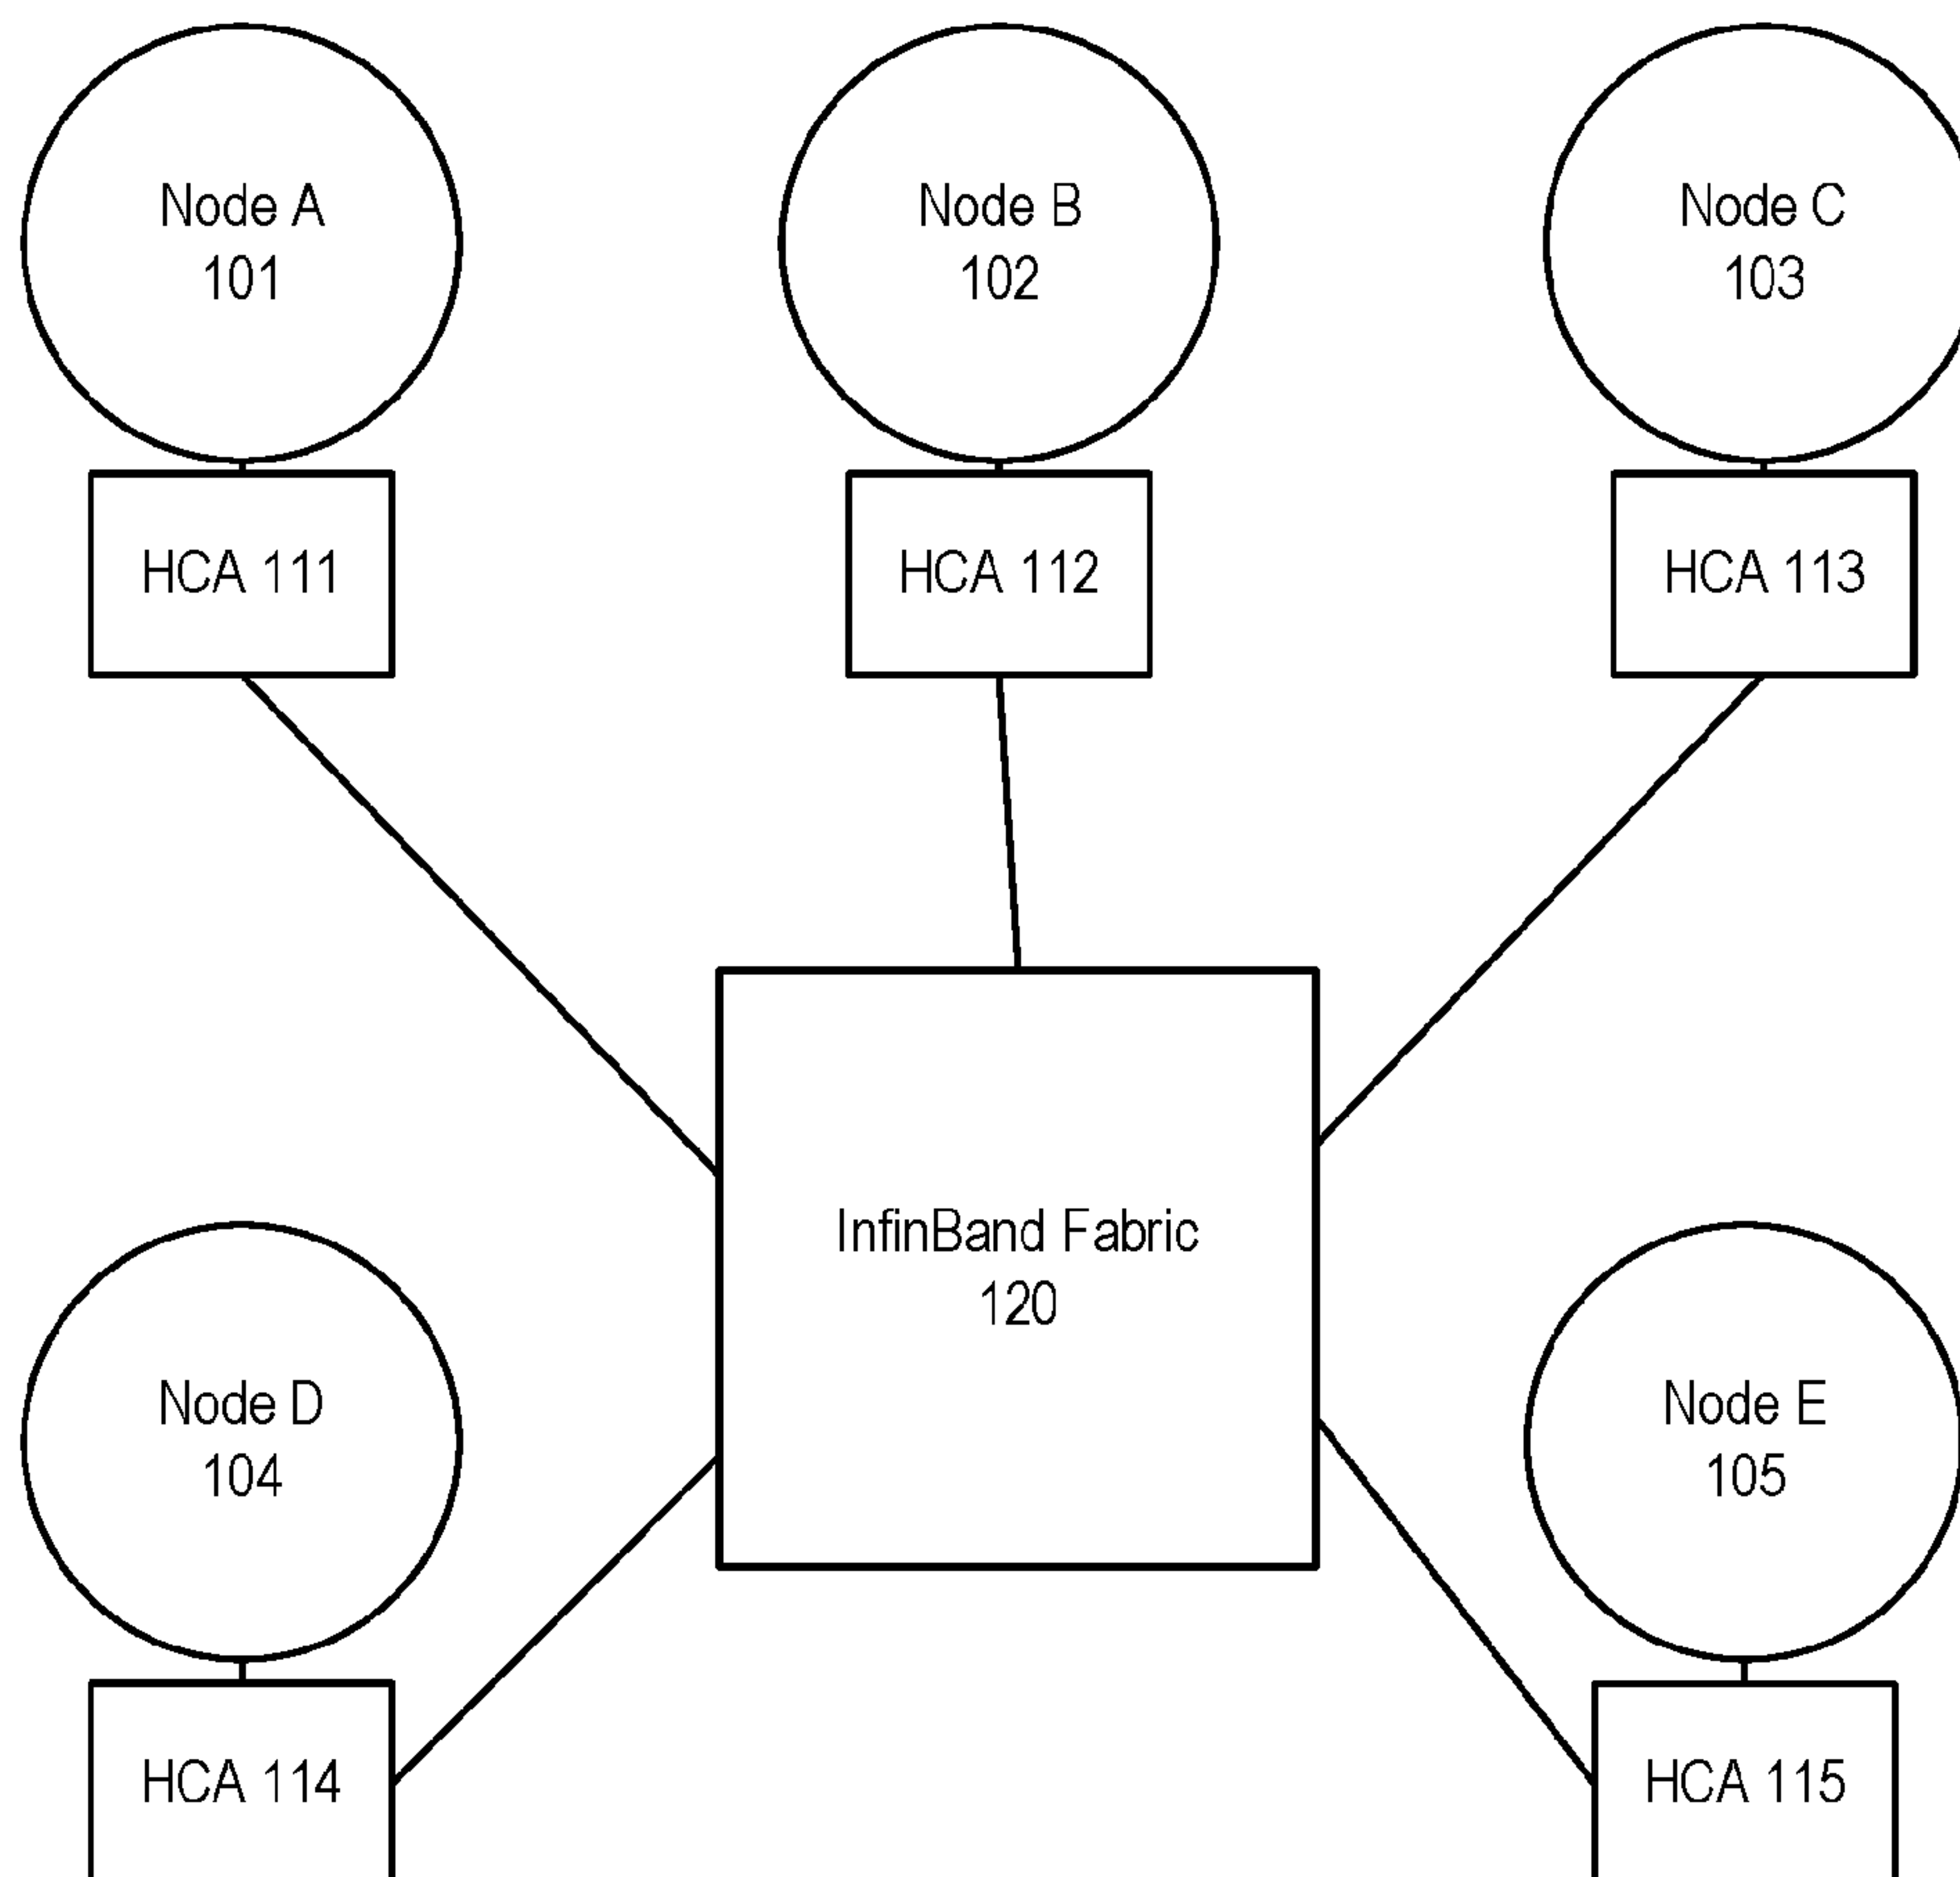 Node A
101
Node B
102
Node C
103
HCA 111
HCA 112
HCA 113
InfinBand Fabric
120
Node D
104
Node E
105
HCA 114
HCA 115